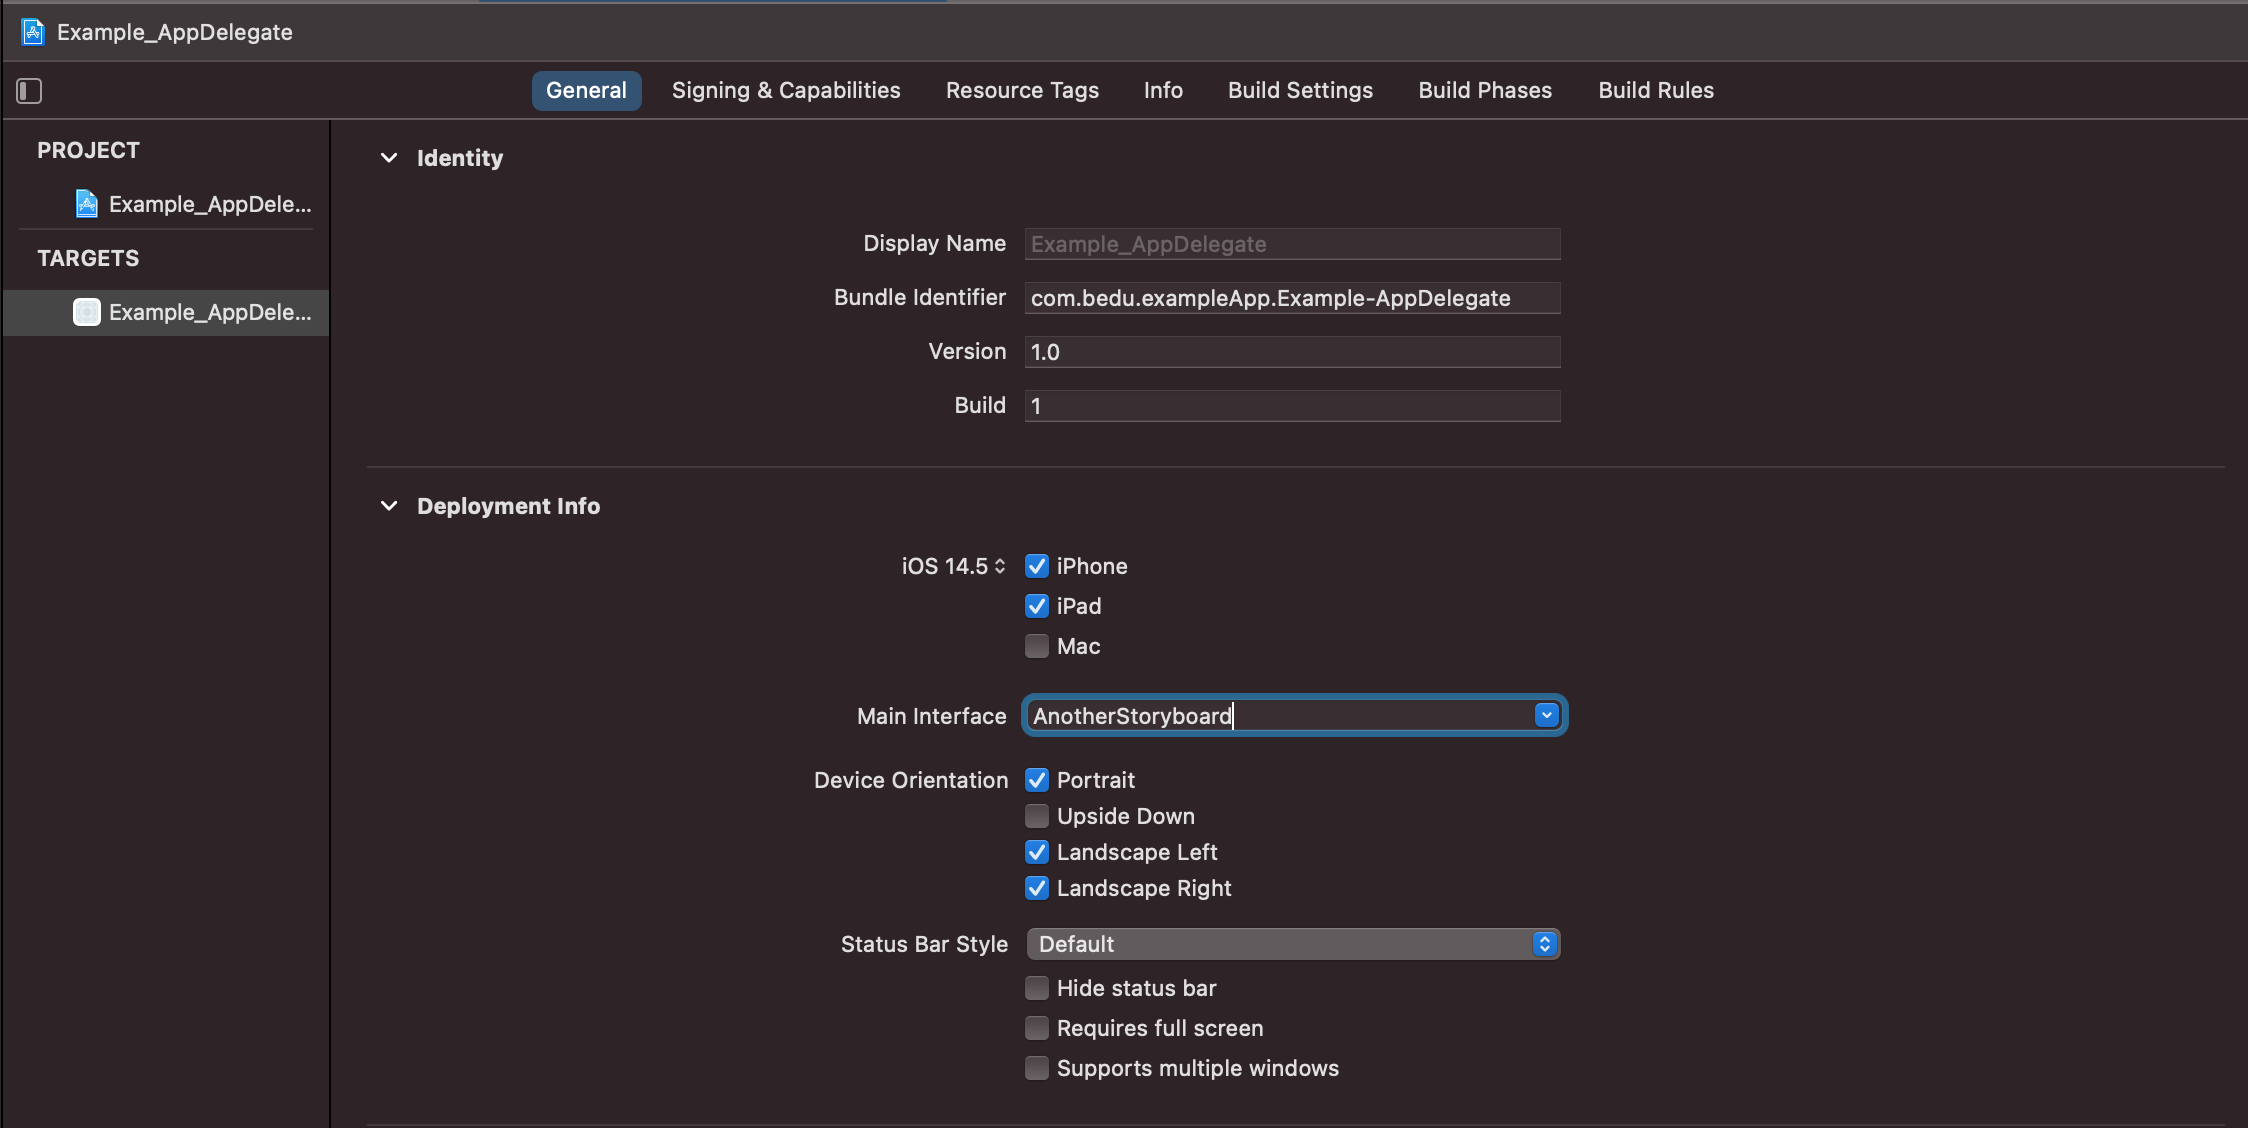 Example_AppDelegate
General Signing & Capabilities Resource Tags Info Build Settings Build Phases Build Rules
PROJECT
Example_AppDele...
TARGETS
Example_AppDele...
Identity
Display Name Example_AppDelegate
Bundle Identifier com.bedu.exampleApp.Example-AppDelegate
Version 1.0
Build 1
Deployment Info
iOS 14.5 iPhone
iPad
Mac
Main Interface AnotherStoryboard
Device Orientation Portrait
Upside Down
Landscape Left
Landscape Right
Status Bar Style Default
Hide status bar
Requires full screen
Supports multiple windows